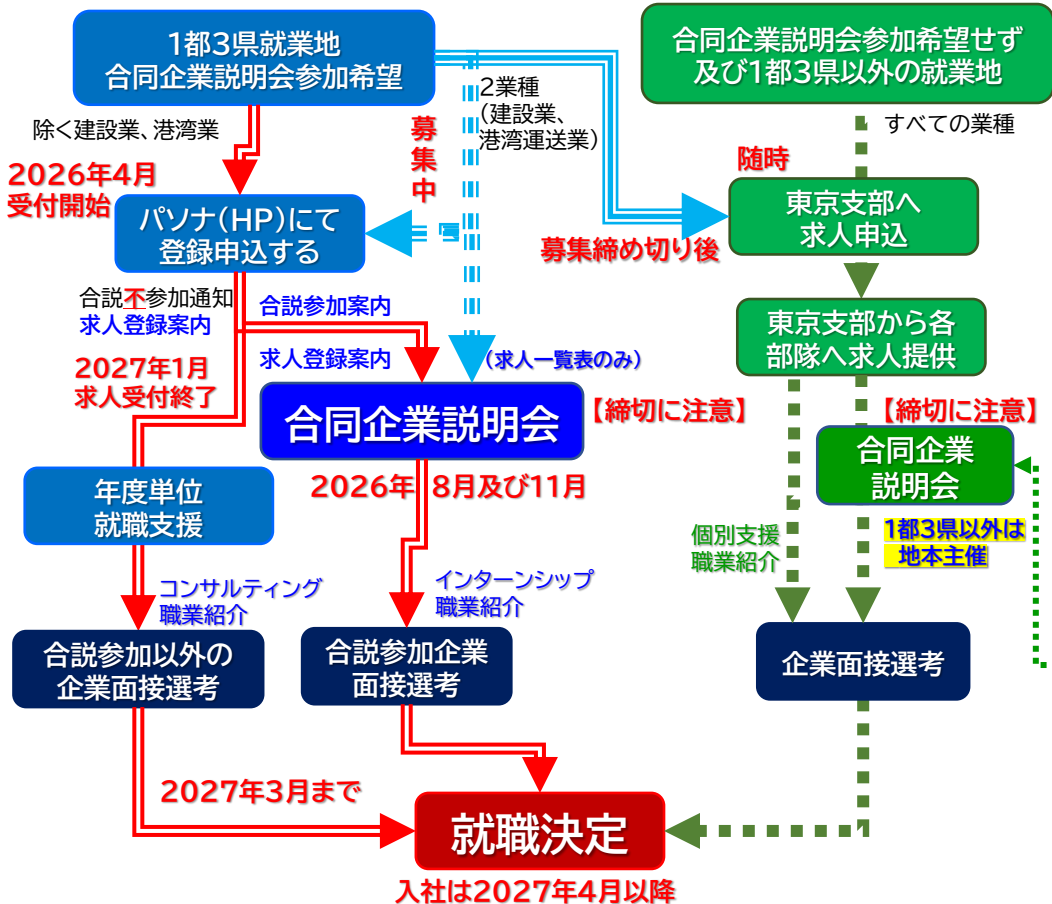 1都3県就業地
合同企業説明会参加希望
合同企業説明会参加希望せず
及び1都3県以外の就業地
除く建設業、港湾業
募集中
2業種
(建設業、
港湾運送業)
すべての業種
2026年4月
受付開始
随時
パソナ(HP)にて
登録申込する
東京支部へ
求人申込
募集締め切り後
合説不参加通知
求人登録案内
合説参加案内
求人登録案内
(求人一覧表のみ)
東京支部から各
部隊へ求人提供
2027年1月
求人受付終了
合同企業説明会
【締切に注意】
【締切に注意】
合同企業
説明会
年度単位
就職支援
2026年 8月及び11月
1都3県以外は
地本主催
個別支援
職業紹介
コンサルティング
職業紹介
インターンシップ
職業紹介
合説参加以外の
企業面接選考
合説参加企業
面接選考
企業面接選考
2027年3月まで
就職決定
入社は2027年4月以降